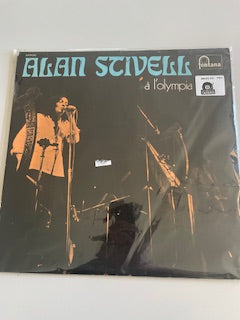 ALAN STIVELL
à l'olympia
fontana